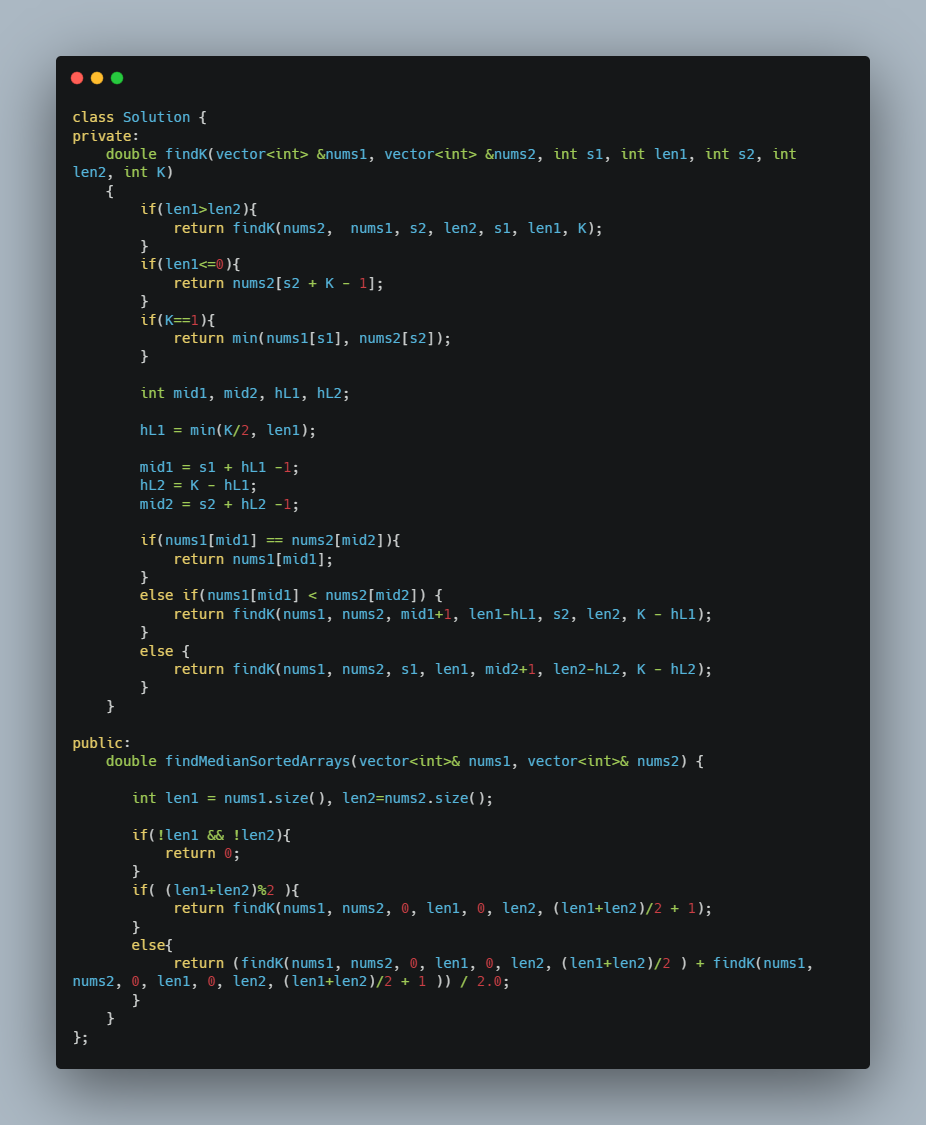 class Solution {
private:
    double findK(vector<int> &nums1, vector<int> &nums2, int s1, int len1, int s2, int
len2, int K)
    {
        if(len1>len2){
            return findK(nums2,  nums1, s2, len2, s1, len1, K);
        }
        if(len1<=0){
            return nums2[s2 + K - 1];
        }
        if(K==1){
            return min(nums1[s1], nums2[s2]);
        }

        int mid1, mid2, hL1, hL2;

        hL1 = min(K/2, len1);

        mid1 = s1 + hL1 -1;
        hL2 = K - hL1;
        mid2 = s2 + hL2 -1;

        if(nums1[mid1] == nums2[mid2]){
            return nums1[mid1];
        }
        else if(nums1[mid1] < nums2[mid2]) {
            return findK(nums1, nums2, mid1+1, len1-hL1, s2, len2, K - hL1);
        }
        else {
            return findK(nums1, nums2, s1, len1, mid2+1, len2-hL2, K - hL2);
        }
    }

public:
    double findMedianSortedArrays(vector<int>& nums1, vector<int>& nums2) {

       int len1 = nums1.size(), len2=nums2.size();

       if(!len1 && !len2){
           return 0;
       }
       if( (len1+len2)%2 ){
            return findK(nums1, nums2, 0, len1, 0, len2, (len1+len2)/2 + 1);
       }
       else{
            return (findK(nums1, nums2, 0, len1, 0, len2, (len1+len2)/2 ) + findK(nums1,
nums2, 0, len1, 0, len2, (len1+len2)/2 + 1 )) / 2.0;
       }
    }
};